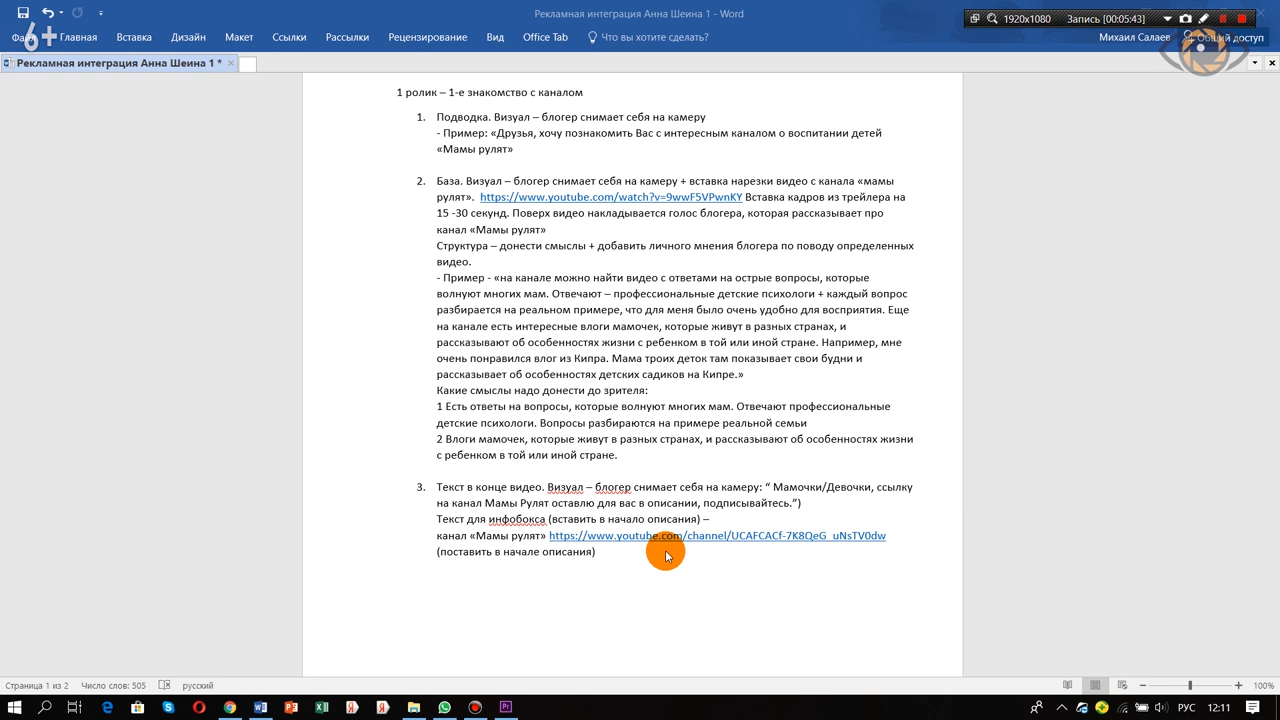 Рекламная интеграция Анна Шеина 1 - Word
1920x1080 Запись [00:05:43]
6+
Главная Вставка Дизайн Макет Ссылки Рассылки Рецензирование Вид Office Tab Что вы хотите сделать? Михаил Салаев Общий доступ
Рекламная интеграция Анна Шеина 1 *
1 ролик – 1-е знакомство с каналом
1. Подводка. Визуал – блогер снимает себя на камеру
- Пример: «Друзья, хочу познакомить Вас с интересным каналом о воспитании детей
«Мамы рулят»
2. База. Визуал – блогер снимает себя на камеру + вставка нарезки видео с канала «мамы
рулят». https://www.youtube.com/watch?v=9wwF5VPwnKY Вставка кадров из трейлера на
15 -30 секунд. Поверх видео накладывается голос блогера, которая рассказывает про
канал «Мамы рулят»
Структура – донести смыслы + добавить личного мнения блогера по поводу определенных
видео.
- Пример - «на канале можно найти видео с ответами на острые вопросы, которые
волнуют многих мам. Отвечают – профессиональные детские психологи + каждый вопрос
разбирается на реальном примере, что для меня было очень удобно для восприятия. Еще
на канале есть интересные влоги мамочек, которые живут в разных странах, и
рассказывают об особенностях жизни с ребенком в той или иной стране. Например, мне
очень понравился влог из Кипра. Мама троих деток там показывает свои будни и
рассказывает об особенностях детских садиков на Кипре.»
Какие смыслы надо донести до зрителя:
1 Есть ответы на вопросы, которые волнуют многих мам. Отвечают профессиональные
детские психологи. Вопросы разбираются на примере реальной семьи
2 Влоги мамочек, которые живут в разных странах, и рассказывают об особенностях жизни
с ребенком в той или иной стране.
3. Текст в конце видео. Визуал – блогер снимает себя на камеру: “ Мамочки/Девочки, ссылку
на канал Мамы Рулят оставлю для вас в описании, подписывайтесь.”)
Текст для инфобокса (вставить в начало описания) –
канал «Мамы рулят» https://www.youtube.com/channel/UCAFCACf-7K8QeG_uNsTV0dw
(поставить в начале описания)
Страница 1 из 2 Число слов: 505 русский 100%
РУС 12:11